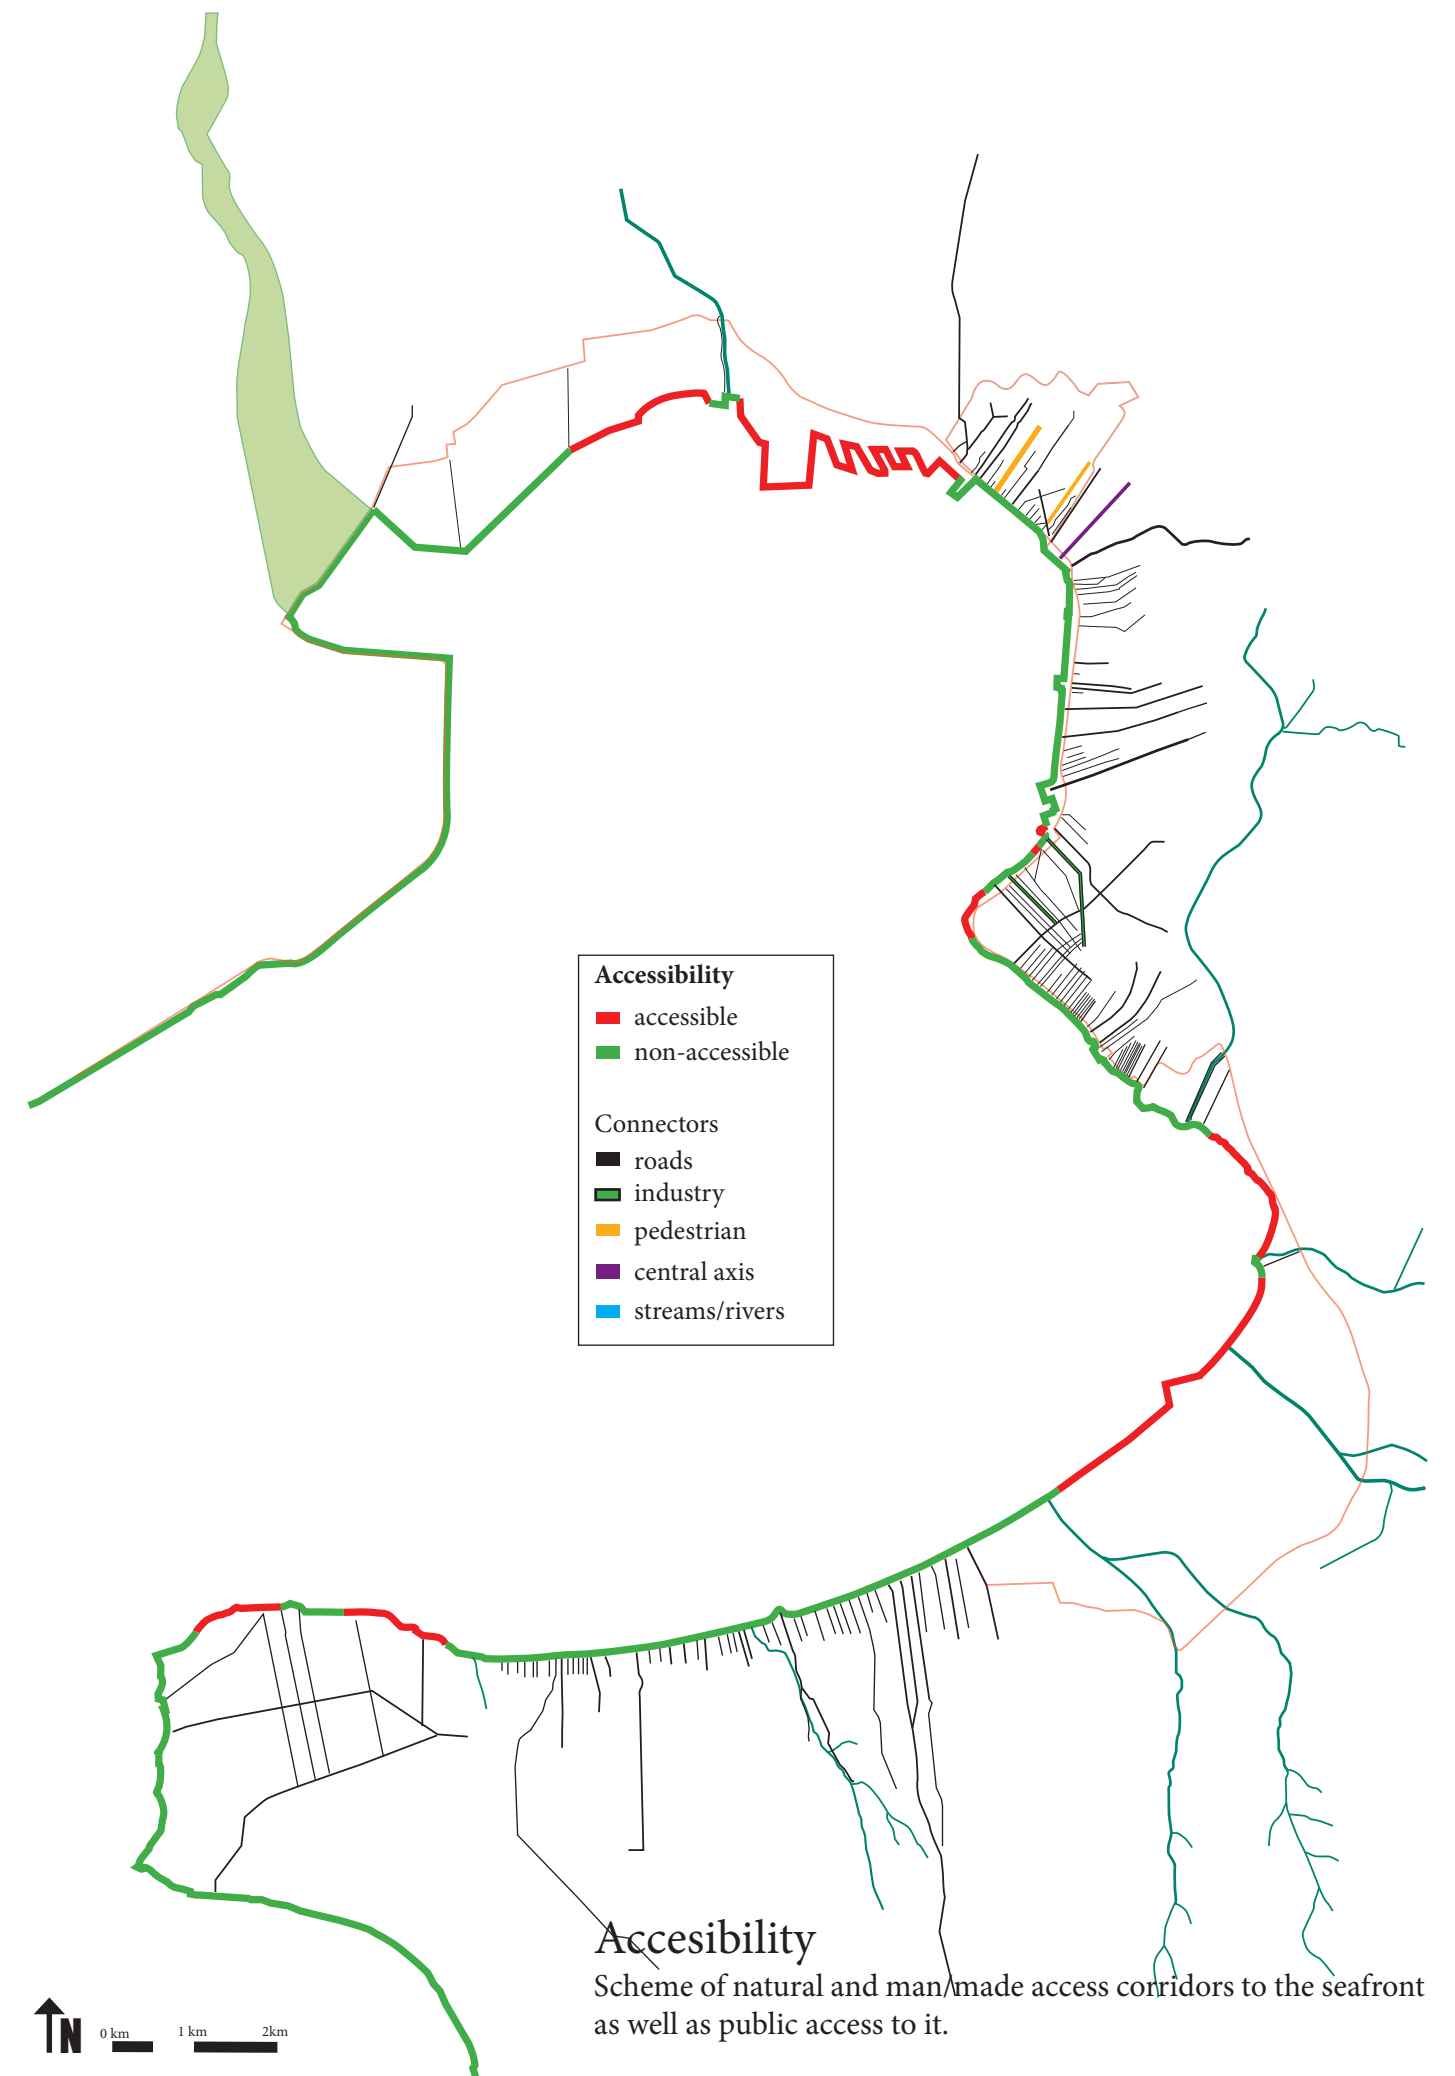 Accessibility
accessible
non-accessible
Connectors
roads
industry
pedestrian
central axis
streams/rivers
Accesibility
Scheme of natural and man/made access corridors to the seafront
as well as public access to it.
N
0 km 1 km 2km